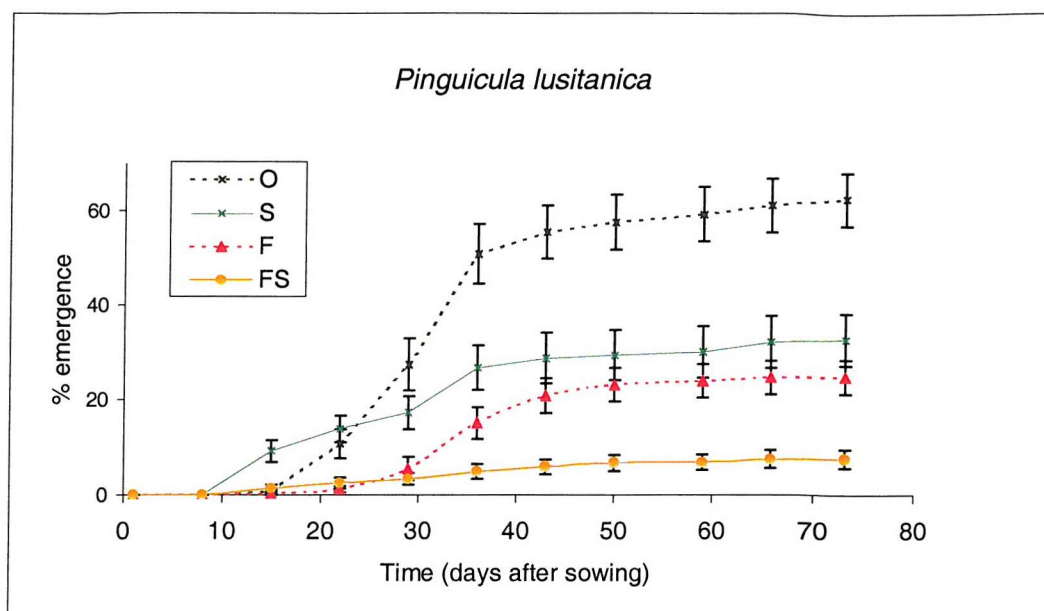 Pinguicula lusitanica
O
S
F
FS
% emergence
60
40
20
0
0 10 20 30 40 50 60 70 80
Time (days after sowing)